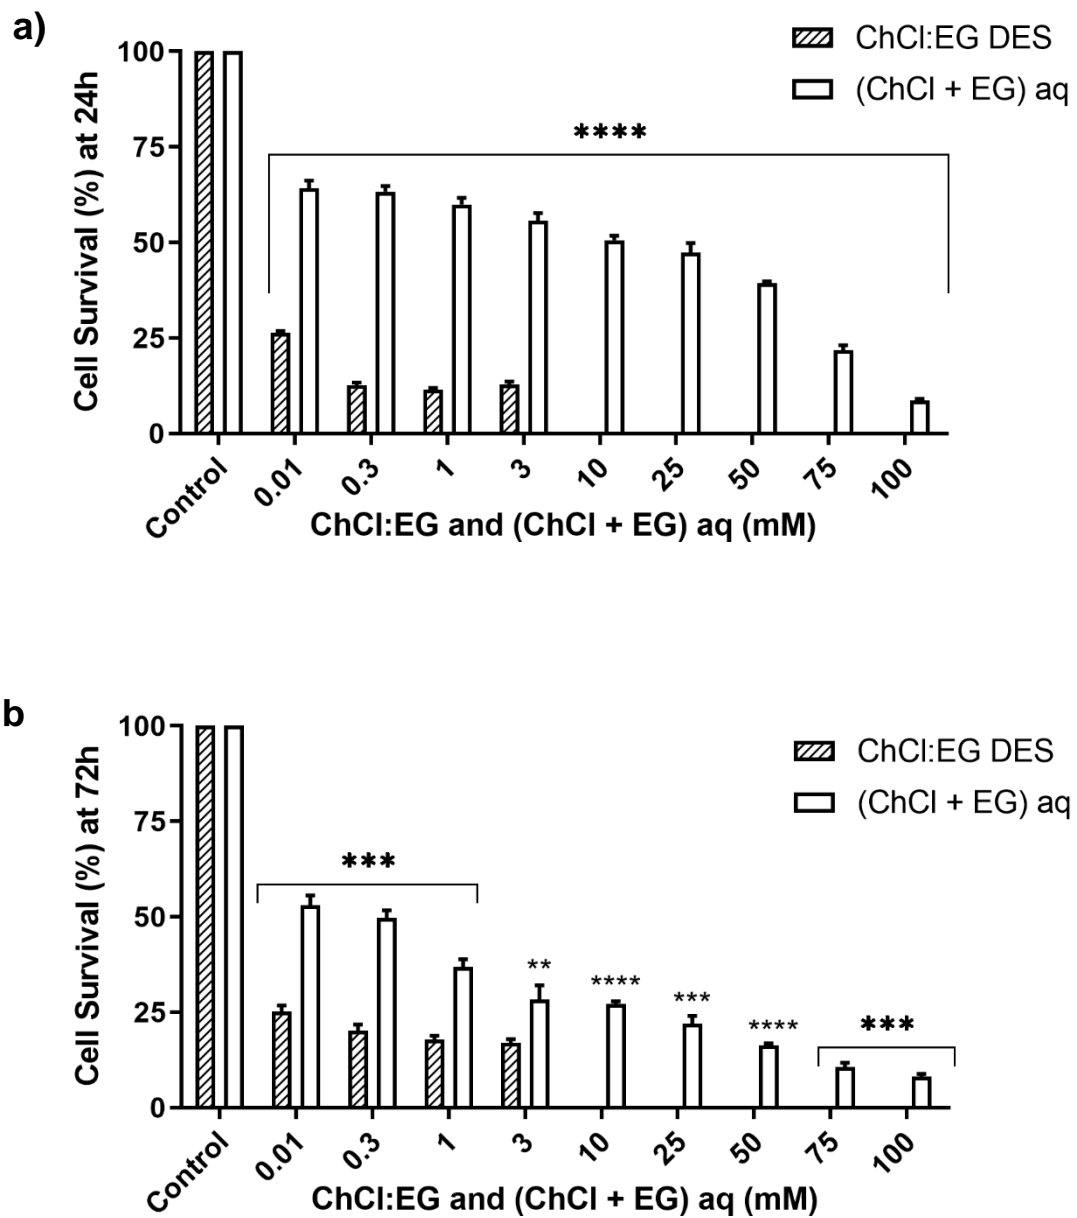 a)
ChCl:EG DES
(ChCl + EG) aq
Cell Survival (%) at 24h
100
75
50
25
0
****
Control
0.01
0.3
1
3
10
25
50
75
100
ChCl:EG and (ChCl + EG) aq (mM)
b
ChCl:EG DES
(ChCl + EG) aq
Cell Survival (%) at 72h
100
75
50
25
0
***
**
****
***
****
***
Control
0.01
0.3
1
3
10
25
50
75
100
ChCl:EG and (ChCl + EG) aq (mM)